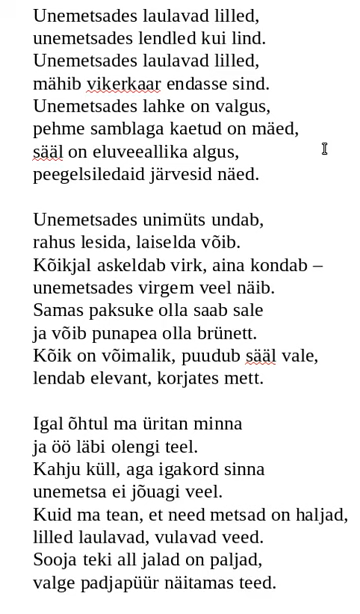 Unemetsades laulavad lilled,
unemetsades lendled kui lind.
Unemetsades laulavad lilled,
mähib vikerkaar endasse sind.
Unemetsades lahke on valgus,
pehme samblaga kaetud on mäed,
sääl on eluveeallika algus,
peegelsiledaid järvesid näed.

Unemetsades unimüts undab,
rahus lesida, laiselda võib.
Kõikjal askeldab virk, aina kondab –
unemetsades virgem veel näib.
Samas paksuke olla saab sale
ja võib punapea olla brünett.
Kõik on võimalik, puudub sääl vale,
lendab elevant, korjates mett.

Igal õhtul ma üritan minna
ja öö läbi olengi teel.
Kahju küll, aga igakord sinna
unemetsa ei jõuagi veel.
Kuid ma tean, et need metsad on haljad,
lilled laulavad, vulavad veed.
Sooja teki all jalad on paljad,
valge padjapüür näitamas teed.